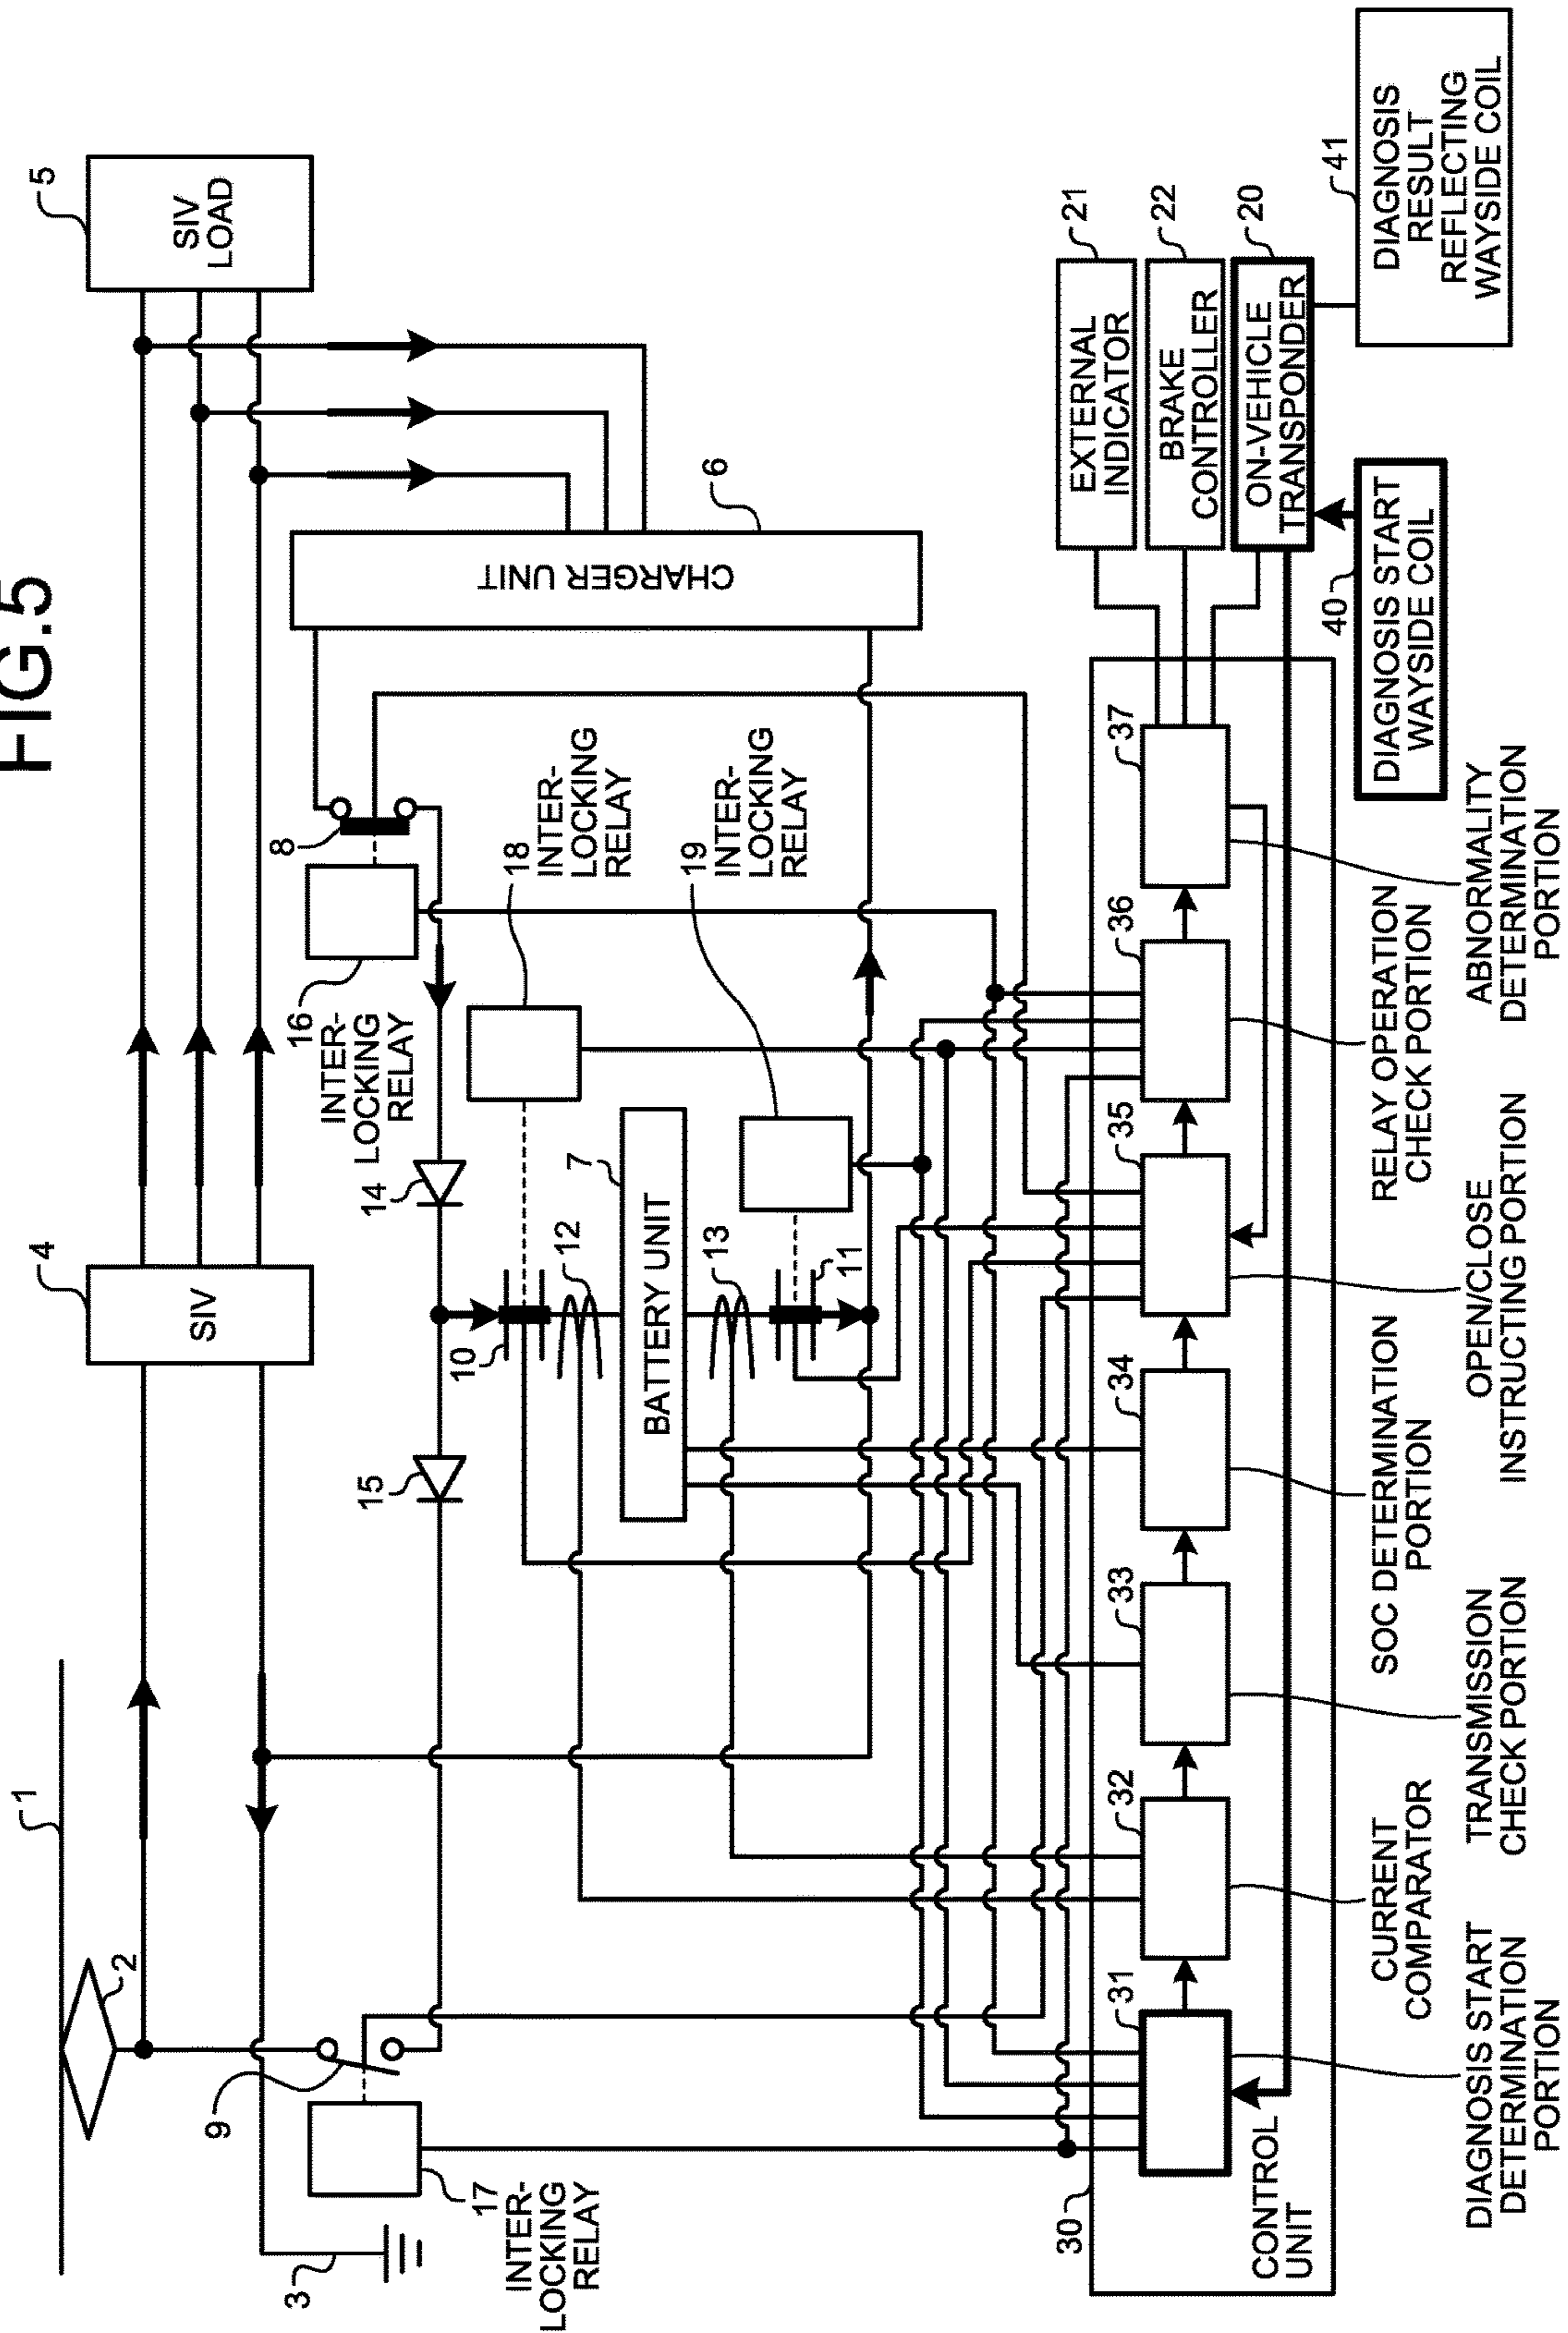 FIG.5
1
2
3
4
SIV
5
SIV
LOAD
6
CHARGER UNIT
8
9
16
INTER-
LOCKING
RELAY
17
INTER-
LOCKING
RELAY
18
INTER-
LOCKING
RELAY
19
INTER-
LOCKING
RELAY
14
15
10
12
7
BATTERY UNIT
13
11
30
CONTROL
UNIT
31
32
33
34
35
36
37
DIAGNOSIS START
DETERMINATION
PORTION
CURRENT
COMPARATOR
TRANSMISSION
CHECK PORTION
SOC DETERMINATION
PORTION
OPEN/CLOSE
INSTRUCTING PORTION
RELAY OPERATION
CHECK PORTION
ABNORMALITY
DETERMINATION
PORTION
21
EXTERNAL
INDICATOR
22
BRAKE
CONTROLLER
20
ON-VEHICLE
TRANSPONDER
40
DIAGNOSIS START
WAYSIDE COIL
41
DIAGNOSIS
RESULT
REFLECTING
WAYSIDE COIL